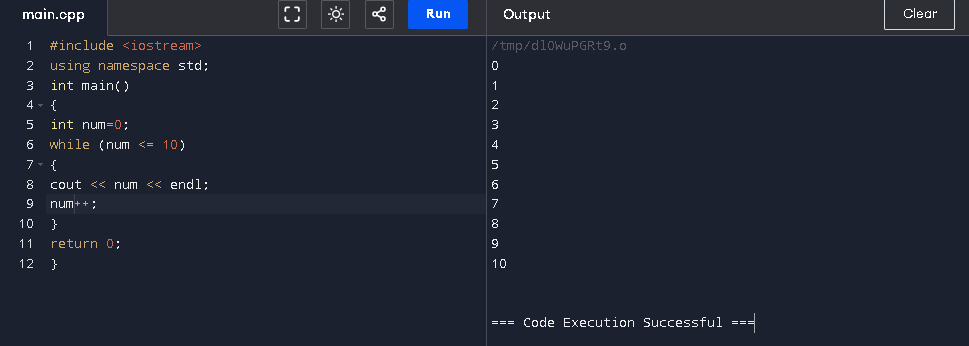 main.cpp
Run
Output
Clear
1 #include <iostream>
2 using namespace std;
3 int main()
4 {
5 int num=0;
6 while (num <= 10)
7 {
8 cout << num << endl;
9 num++;
10 }
11 return 0;
12 }
/tmp/dlOWuPGRt9.o
0
1
2
3
4
5
6
7
8
9
10
=== Code Execution Successful ===